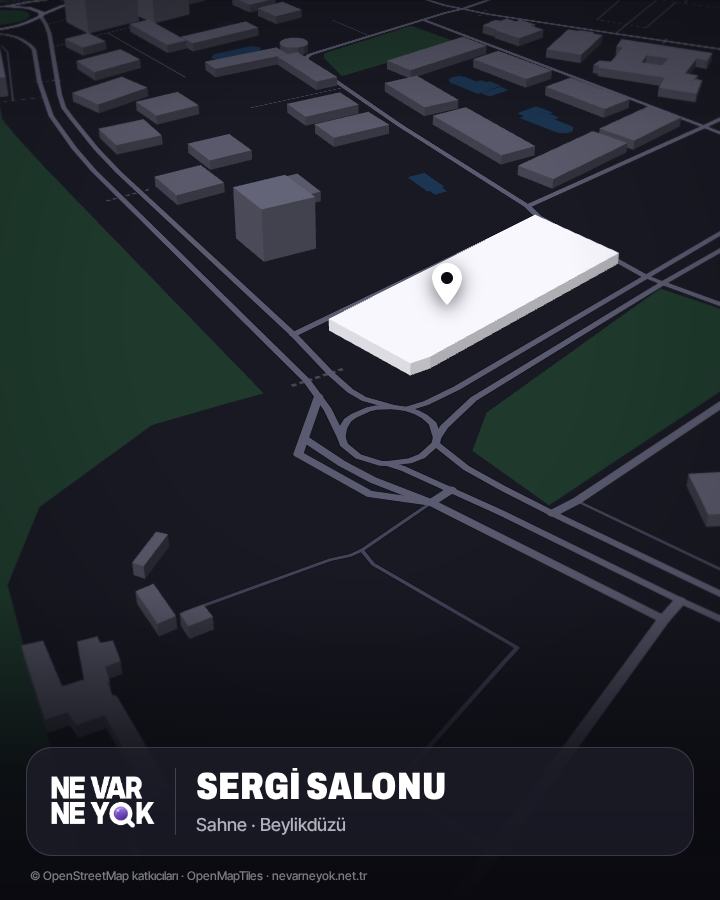 NE VAR
NE YOK
SERGİ SALONU
Sahne · Beylikdüzü
© OpenStreetMap katkıcıları · OpenMapTiles · nevarneyok.net.tr